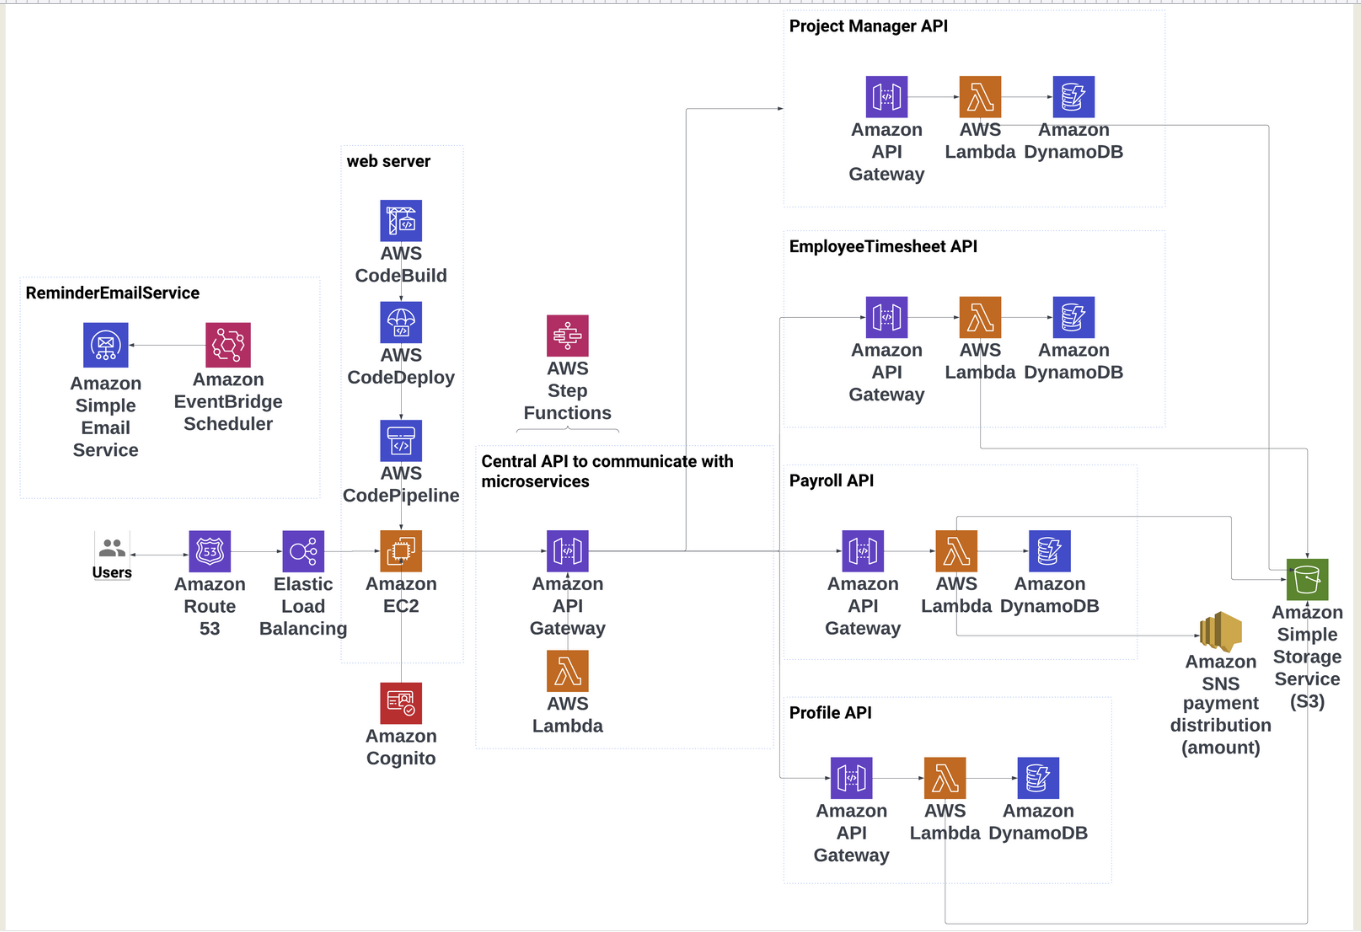 Project Manager API
Amazon
API
Gateway
AWS
Lambda
Amazon
DynamoDB
web server
AWS
CodeBuild
AWS
CodeDeploy
AWS
CodePipeline
Amazon
EC2
EmployeeTimesheet API
Amazon
API
Gateway
AWS
Lambda
Amazon
DynamoDB
ReminderEmailService
Amazon
Simple
Email
Service
Amazon
EventBridge
Scheduler
AWS
Step
Functions
Central API to communicate with
microservices
Amazon
API
Gateway
AWS
Lambda
Payroll API
Amazon
API
Gateway
AWS
Lambda
Amazon
DynamoDB
Users
53
Amazon
Route
53
Elastic
Load
Balancing
Amazon
Cognito
Amazon
SNS
payment
distribution
(amount)
Amazon
Simple
Storage
Service
(S3)
Profile API
Amazon
API
Gateway
AWS
Lambda
Amazon
DynamoDB